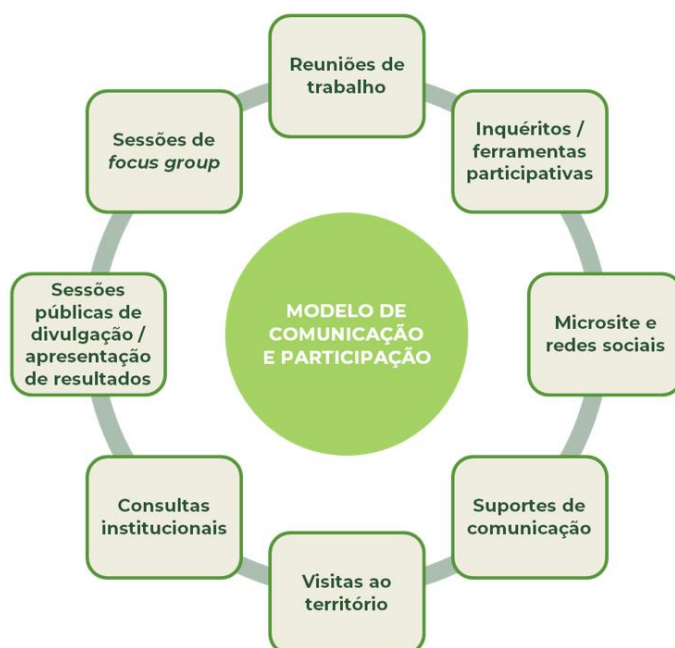 Reuniões de
trabalho
Inquéritos /
ferramentas
participativas
Microsite e
redes sociais
Suportes de
comunicação
Visitas ao
território
Consultas
institucionais
Sessões
públicas de
divulgação /
apresentação
de resultados
Sessões de
focus group
MODELO DE
COMUNICAÇÃO
E PARTICIPAÇÃO